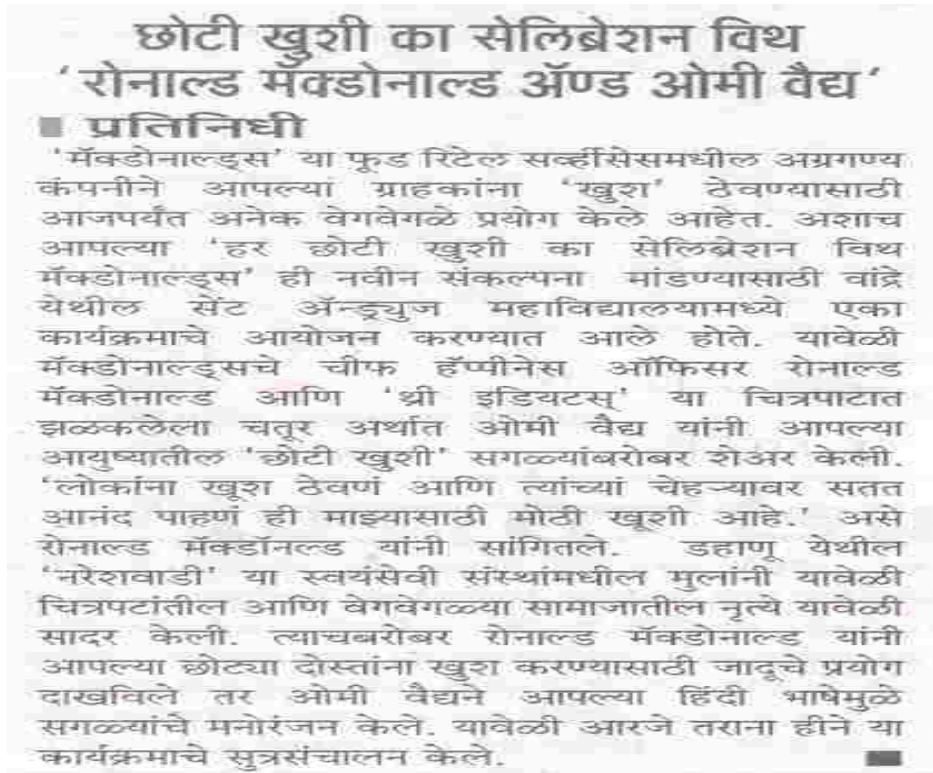 छोटी खुशी का सेलिब्रेशन विथ
'रोनाल्ड मॅक्डोनाल्ड ॲण्ड ओमी वैद्य'
प्रतिनिधी
'मॅक्डोनाल्ड्स' या फूड रिटेल सर्व्हीसेसमधील अग्रगण्य
कंपनीने आपल्या ग्राहकांना 'खुश' ठेवण्यासाठी
आजपर्यंत अनेक वेगवेगळे प्रयोग केले आहेत. अशाच
आपल्या 'हर छोटी खुशी का सेलिब्रेशन विथ
मॅक्डोनाल्ड्स' ही नवीन संकल्पना मांडण्यासाठी वांद्रे
येथील सेंट ॲन्ड्र्युज महाविद्यालयामध्ये एका
कार्यक्रमाचे आयोजन करण्यात आले होते. यावेळी
मॅक्डोनाल्ड्सचे चीफ हॅप्पीनेस ऑफिसर रोनाल्ड
मॅक्डोनाल्ड आणि 'थ्री इडियटस्' या चित्रपाटात
झळकलेला चतूर अर्थात ओमी वैद्य यांनी आपल्या
आयुष्यातील 'छोटी खुशी' सगळ्यांबरोबर शेअर केली.
'लोकांना खूश ठेवणं आणि त्यांच्यां चेहऱ्यावर सतत
आनंद पाहणं ही माझ्यासाठी मोठी खूशी आहे.' असे
रोनाल्ड मॅक्डॉनल्ड यांनी सांगितले. डहाणू येथील
'नरेशवाडी' या स्वयंसेवी संस्थांमधील मुलांनी यावेळी
चित्रपटांतील आणि वेगवेगळ्या सामाजातील नृत्ये यावेळी
सादर केली. त्याचबरोबर रोनाल्ड मॅक्डोनाल्ड यांनी
आपल्या छोट्या दोस्तांना खुश करण्यासाठी जादूचे प्रयोग
दाखविले तर ओमी वैद्यने आपल्या हिंदी भाषेमुळे
सगळ्यांचे मनोरंजन केले. यावेळी आरजे तराना हीने या
कार्यक्रमाचे सुत्रसंचालन केले.